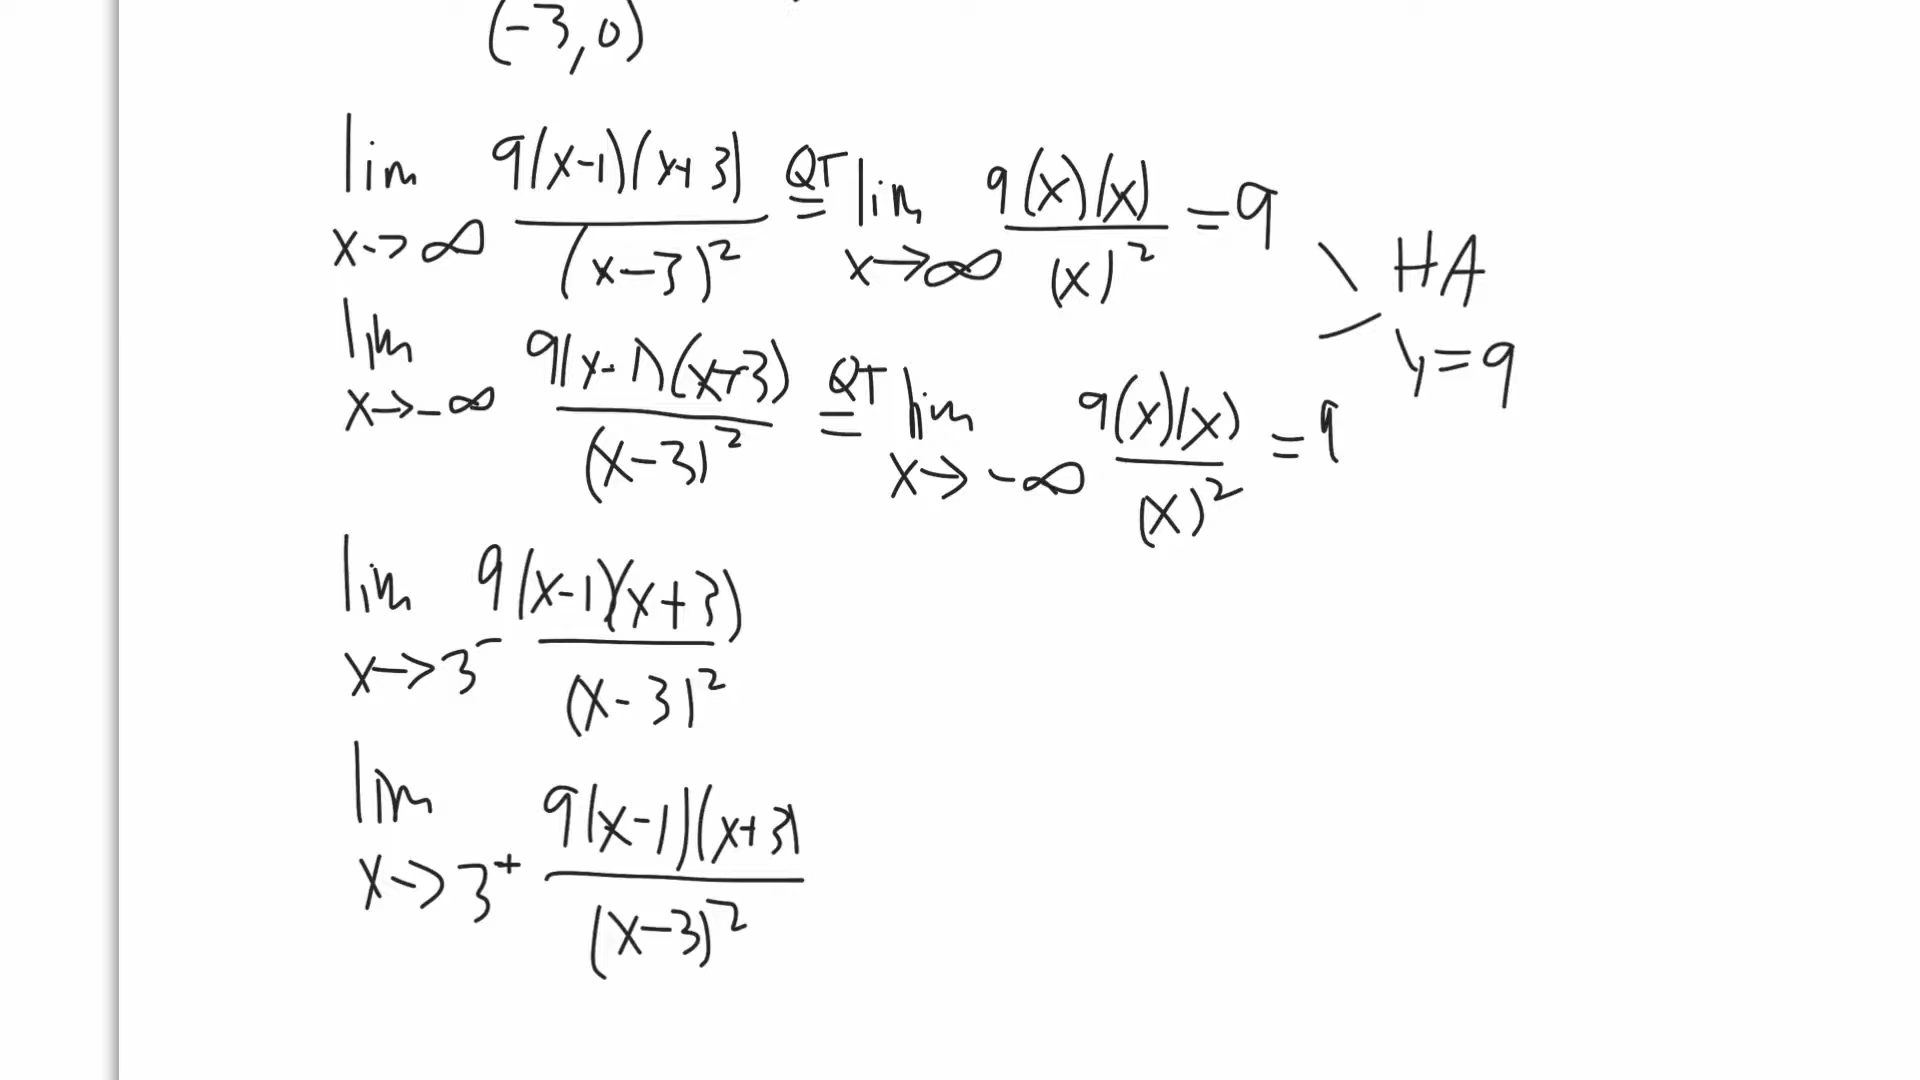 (-3,0)
lim x->∞ 9(x-1)(x+3)/(x-3)² QT= lim x→∞ 9(x)(x)/(x)² =9
HA
y=9
lim x→-∞ 9(x-1)(x+3)/(x-3)² QT= lim x→-∞ 9(x)(x)/(x)² =9
lim x→3⁻ 9(x-1)(x+3)/(x-3)²
lim x->3⁺ 9(x-1)(x+3)/(x-3)²